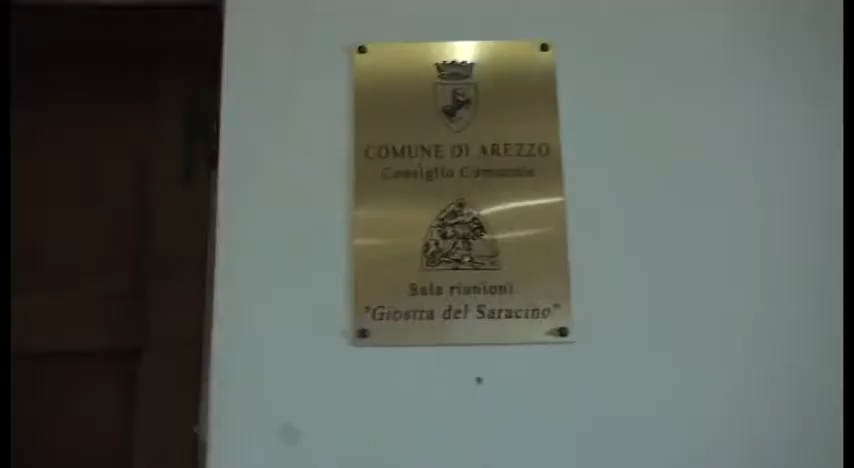 COMUNE DI AREZZO
Consiglio Comunale
Sala riunioni
"Giostra del Saracino"